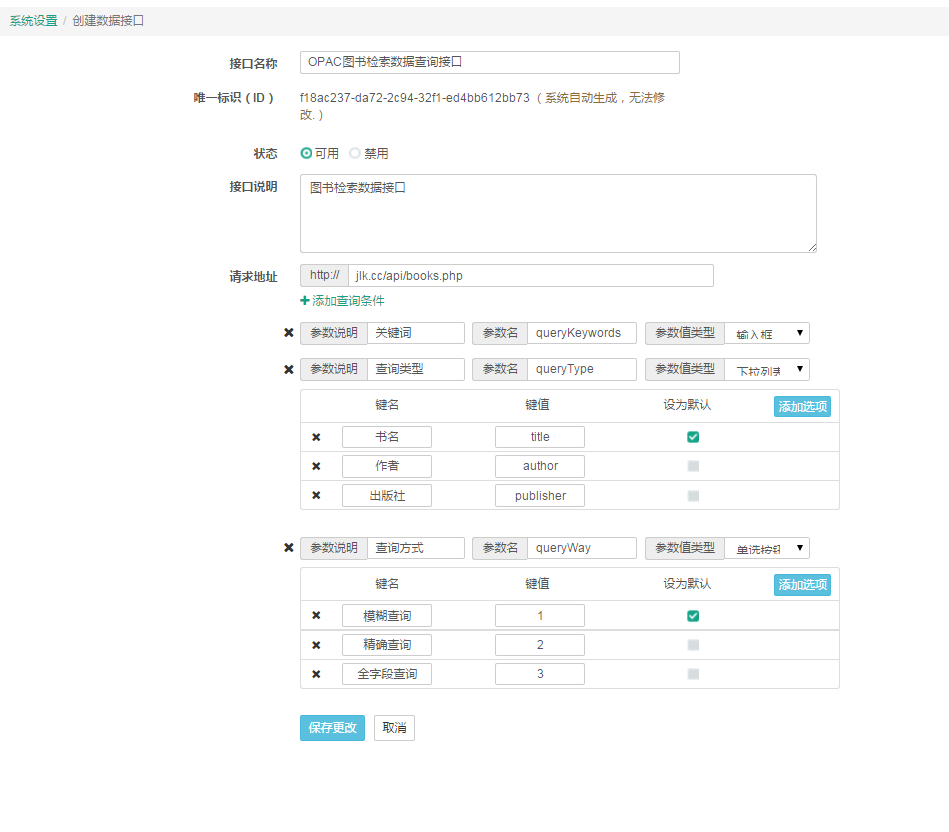 系统设置 / 创建数据接口
接口名称 OPAC图书检索数据查询接口
唯一标识（ID） f18ac237-da72-2c94-32f1-ed4bb612bb73 （系统自动生成，无法修
改.）
状态 可用 禁用
接口说明 图书检索数据接口
请求地址 http:// jlk.cc/api/books.php
添加查询条件
参数说明 关键词 参数名 queryKeywords 参数值类型 输入框
参数说明 查询类型 参数名 queryType 参数值类型 下拉列表
键名 键值 设为默认 添加选项
书名 title
作者 author
出版社 publisher
参数说明 查询方式 参数名 queryWay 参数值类型 单选按钮
键名 键值 设为默认 添加选项
模糊查询 1
精确查询 2
全字段查询 3
保存更改 取消